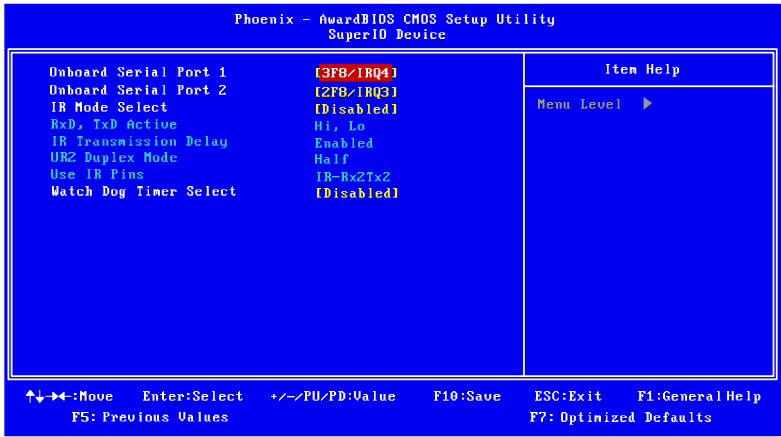 Phoenix - AwardBIOS CMOS Setup Utility
SuperIO Device
Onboard Serial Port 1 [3F8/IRQ4]
Onboard Serial Port 2 [2F8/IRQ3]
IR Mode Select [Disabled]
RxD, TxD Active Hi, Lo
IR Transmission Delay Enabled
UR2 Duplex Mode Half
Use IR Pins IR-Rx2Tx2
Watch Dog Timer Select [Disabled]
Item Help
Menu Level ▶
↑↓→←:Move Enter:Select +/-/PU/PD:Value F10:Save ESC:Exit F1:General Help
F5: Previous Values F7: Optimized Defaults